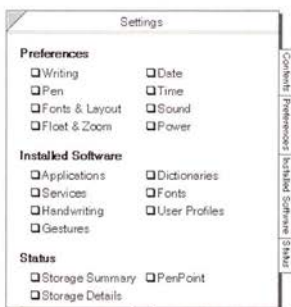 Settings
Preferences
Writing
Date
Pen
Time
Fonts & Layout
Sound
Float & Zoom
Power
Installed Software
Applications
Dictionaries
Services
Fonts
Handwriting
User Profiles
Gestures
Status
Storage Summary
PenPoint
Storage Details
Contents
Preferences
Installed Software
Status